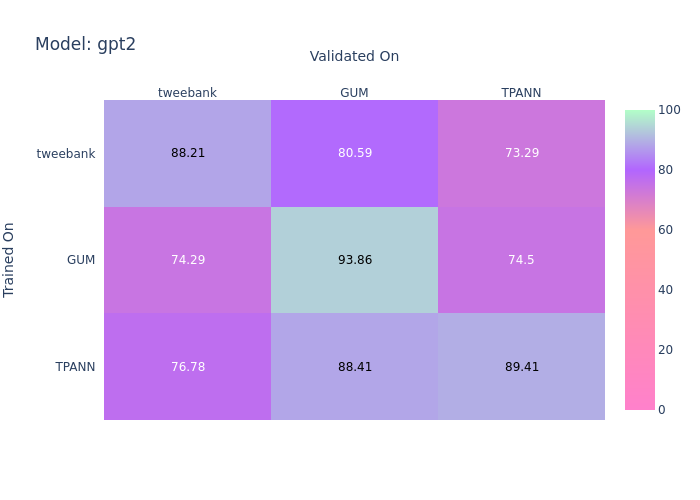 Model: gpt2
Validated On
tweebank GUM TPANN
Trained On
tweebank 88.21 80.59 73.29
GUM 74.29 93.86 74.5
TPANN 76.78 88.41 89.41
100
80
60
40
20
0